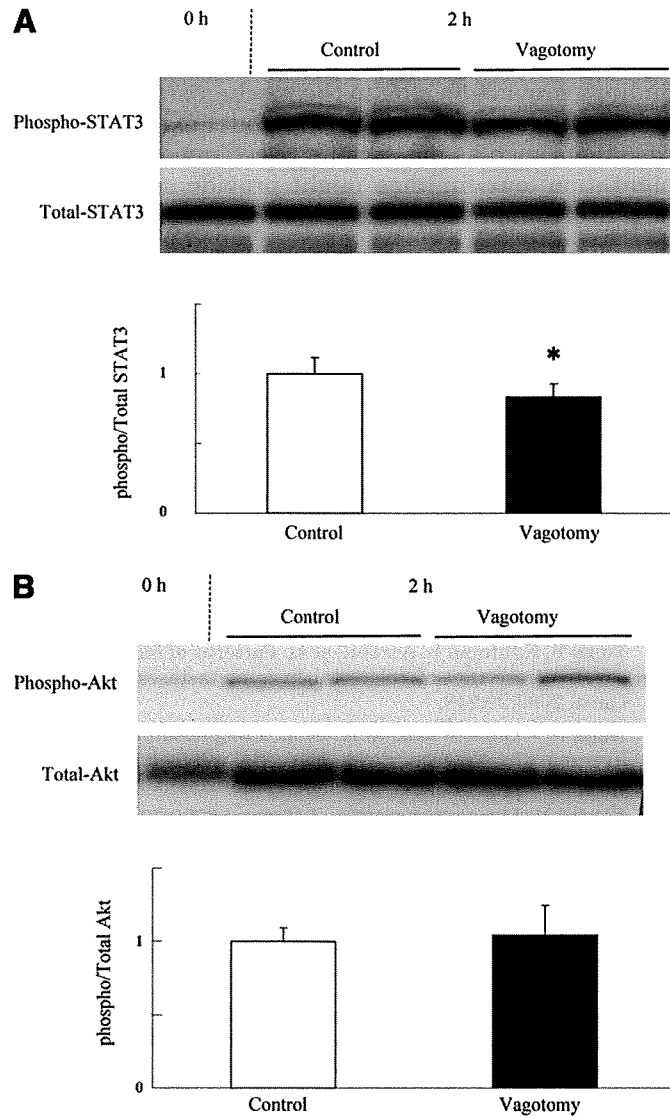 A
0 h
2 h
Control
Vagotomy
Phospho-STAT3
Total-STAT3
phospho/Total STAT3
1
*
0
Control
Vagotomy
B
0 h
2 h
Control
Vagotomy
Phospho-Akt
Total-Akt
phospho/Total Akt
1
0
Control
Vagotomy